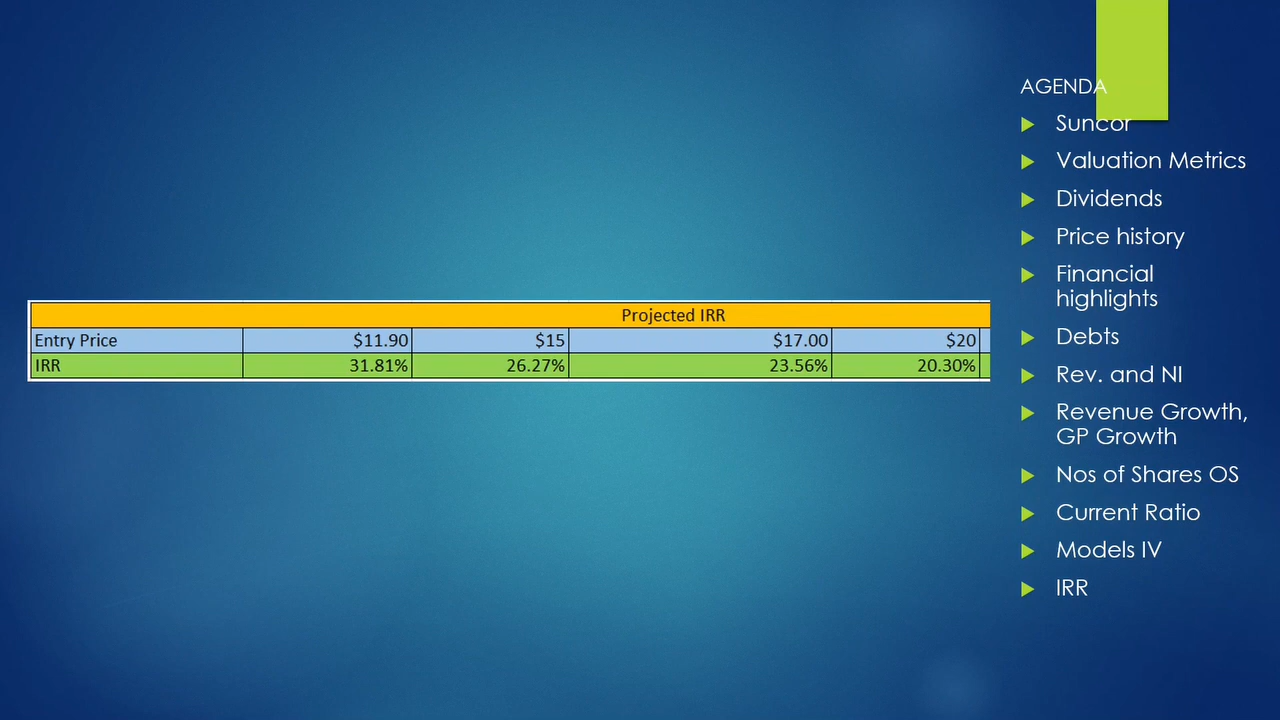 Projected IRR
Entry Price $11.90 $15 $17.00 $20
IRR 31.81% 26.27% 23.56% 20.30%
AGENDA
Suncor
Valuation Metrics
Dividends
Price history
Financial
highlights
Debts
Rev. and NI
Revenue Growth,
GP Growth
Nos of Shares OS
Current Ratio
Models IV
IRR